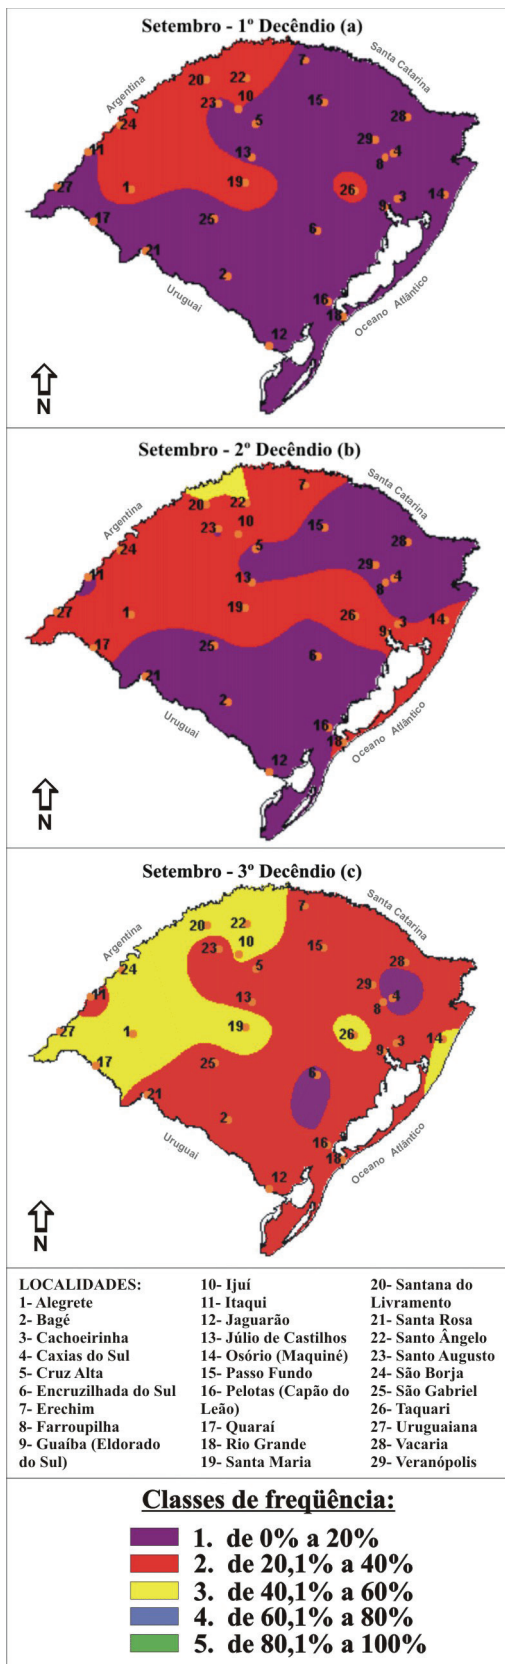 Setembro - 1º Decêndio (a)
Santa Catarina
Argentina
7
20
22
10
23
15
28
5
24
29
4
11
13
8
19
27
1
26
3
14
9
17
25
6
21
2
Uruguai
16
18
Oceano Atlântico
12
N
Setembro - 2º Decêndio (b)
Santa Catarina
Argentina
7
20
22
23
10
15
28
24
5
29
11
13
4
8
19
27
1
26
3
14
9
17
25
6
21
2
Uruguai
16
18
Oceano Atlântico
12
N
Setembro - 3º Decêndio (c)
Santa Catarina
Argentina
7
20
22
23
10
15
28
24
5
29
11
13
4
8
19
27
1
26
3
14
9
17
25
6
21
2
Uruguai
16
18
Oceano Atlântico
12
N
LOCALIDADES:
1- Alegrete
2- Bagé
3- Cachoeirinha
4- Caxias do Sul
5- Cruz Alta
6- Encruzilhada do Sul
7- Erechim
8- Farroupilha
9- Guaíba (Eldorado
do Sul)
10- Ijuí
11- Itaqui
12- Jaguarão
13- Júlio de Castilhos
14- Osório (Maquiné)
15- Passo Fundo
16- Pelotas (Capão do
Leão)
17- Quaraí
18- Rio Grande
19- Santa Maria
20- Santana do
Livramento
21- Santa Rosa
22- Santo Ângelo
23- Santo Augusto
24- São Borja
25- São Gabriel
26- Taquari
27- Uruguaiana
28- Vacaria
29- Veranópolis
Classes de freqüência:
1. de 0% a 20%
2. de 20,1% a 40%
3. de 40,1% a 60%
4. de 60,1% a 80%
5. de 80,1% a 100%